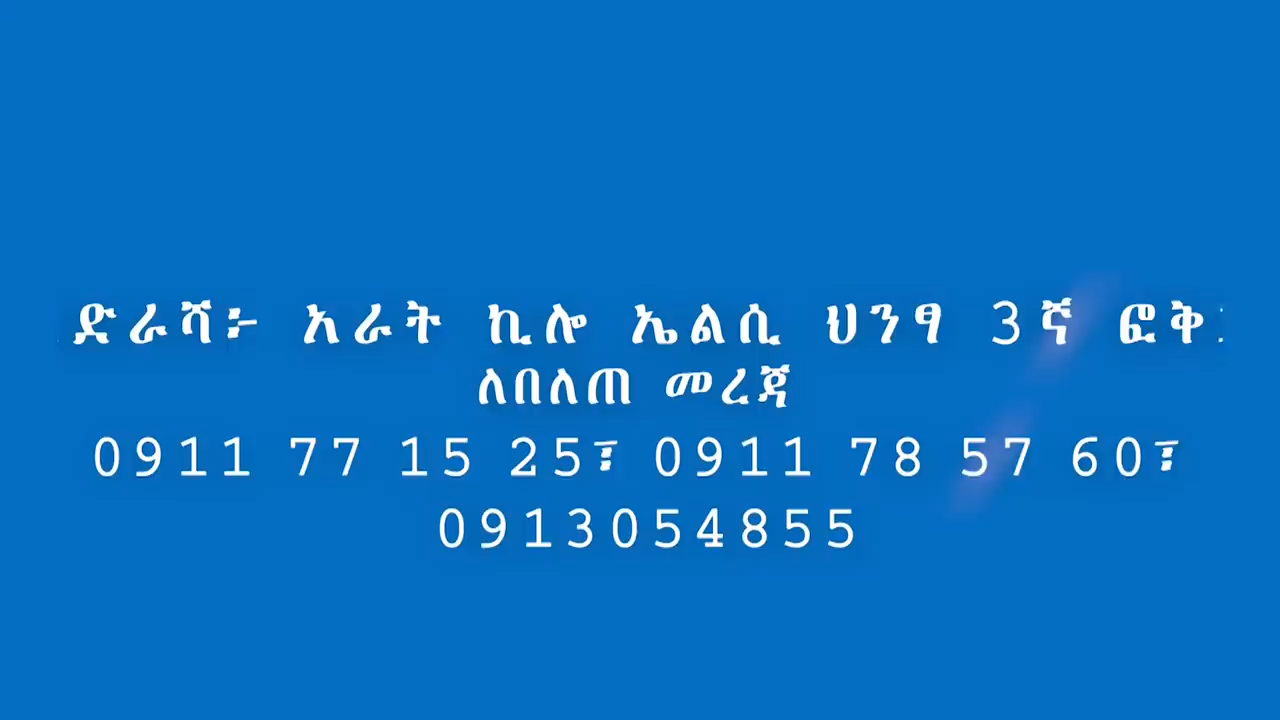 ድራሻ፦ አራት ኪሎ ኤልሲ ህንፃ 3ኛ ፎቅ
ለበለጠ መረጃ
0911 77 15 25፣ 0911 78 57 60፣
0913054855